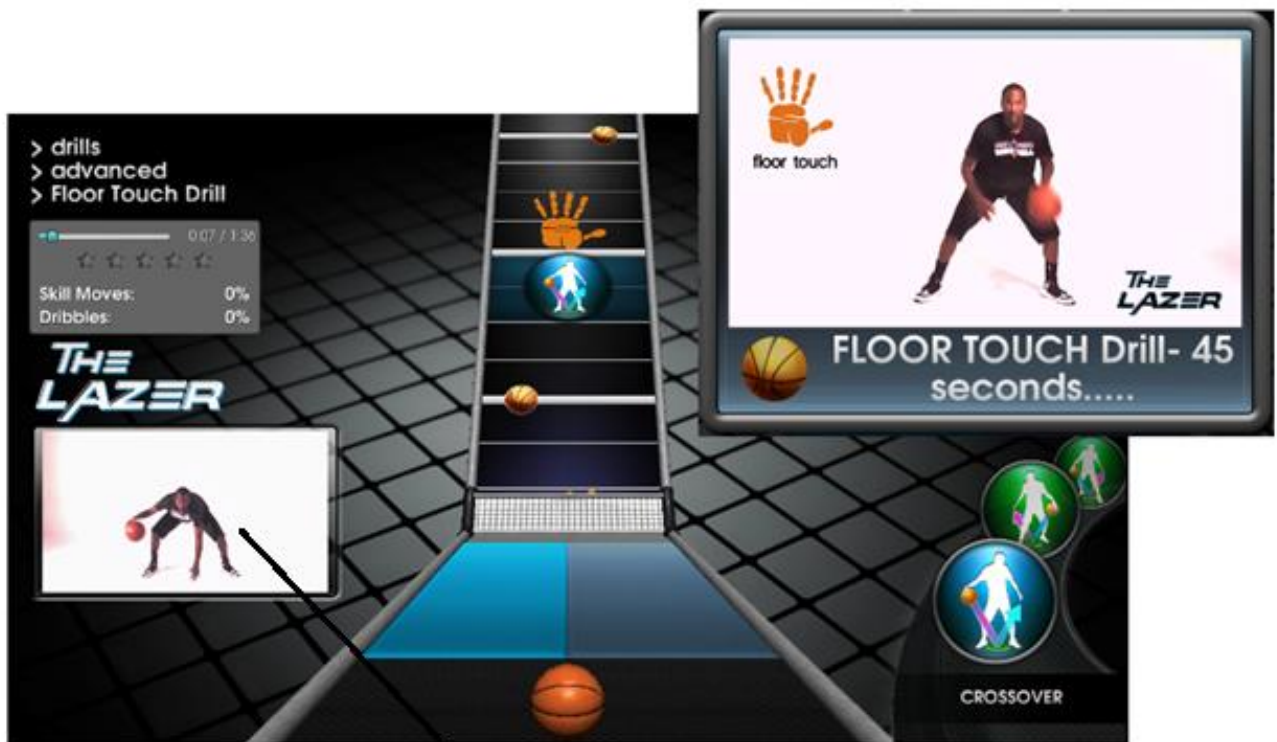 > drills
> advanced
> Floor Touch Drill
0:07 / 1:36
Skill Moves: 0%
Dribbles: 0%
THE
LAZER
floor touch
THE
LAZER
FLOOR TOUCH Drill- 45
seconds.....
CROSSOVER